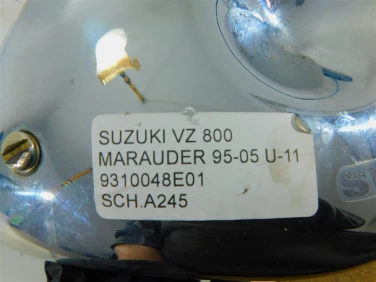 SUZUKI VZ 800
MARAUDER 95-05 U-11
9310048E01
SCH.A245